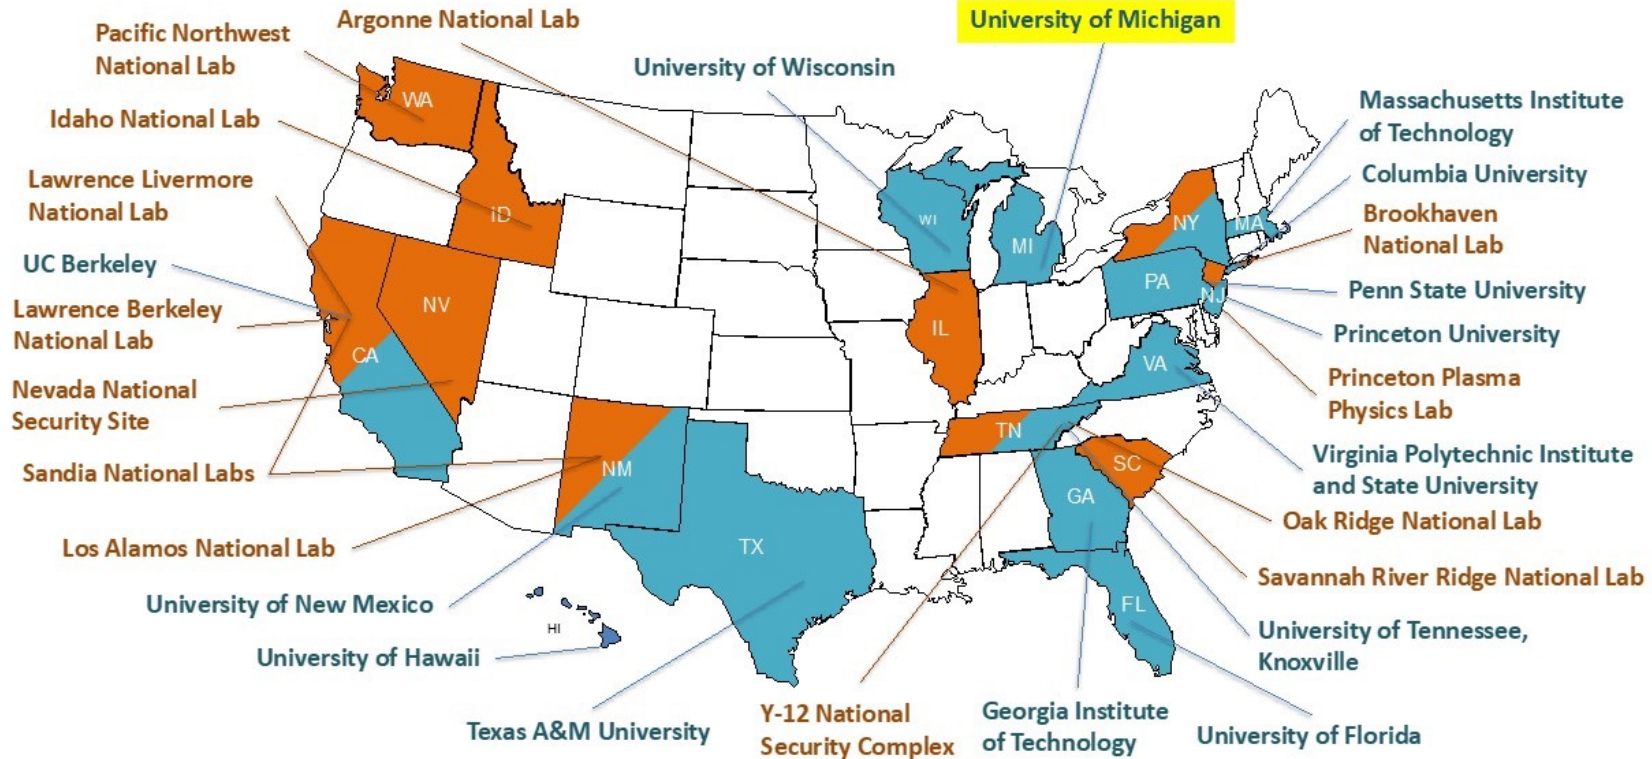 Argonne National Lab
University of Michigan
Pacific Northwest
National Lab
University of Wisconsin
Massachusetts Institute
of Technology
Idaho National Lab
Columbia University
Lawrence Livermore
National Lab
Brookhaven
National Lab
UC Berkeley
Penn State University
Lawrence Berkeley
National Lab
Princeton University
Nevada National
Security Site
Princeton Plasma
Physics Lab
Sandia National Labs
Virginia Polytechnic Institute
and State University
Los Alamos National Lab
Oak Ridge National Lab
Savannah River Ridge National Lab
University of New Mexico
University of Hawaii
University of Tennessee,
Knoxville
Texas A&M University
Y-12 National
Security Complex
Georgia Institute
of Technology
University of Florida
WA
ID
WI
MI
NY
MA
PA
NJ
NV
IL
CA
VA
TN
SC
NM
GA
TX
FL
HI